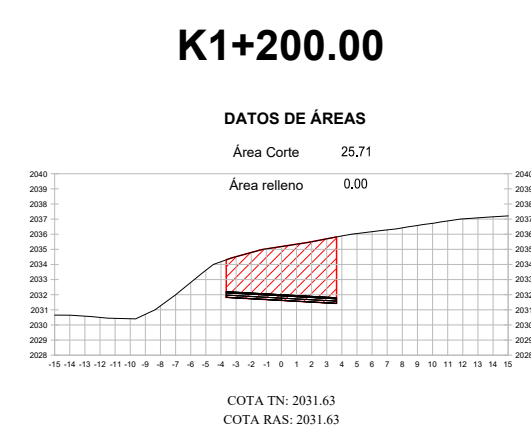 K1+200.00
DATOS DE ÁREAS
Área Corte 25.71
Área relleno 0.00
2040 2040
2039 2039
2038 2038
2037 2037
2036 2036
2035 2035
2034 2034
2033 2033
2032 2032
2031 2031
2030 2030
2029 2029
2028 2028
-15 -14 -13 -12 -11 -10 -9 -8 -7 -6 -5 -4 -3 -2 -1 0 1 2 3 4 5 6 7 8 9 10 11 12 13 14 15
COTA TN: 2031.63
COTA RAS: 2031.63